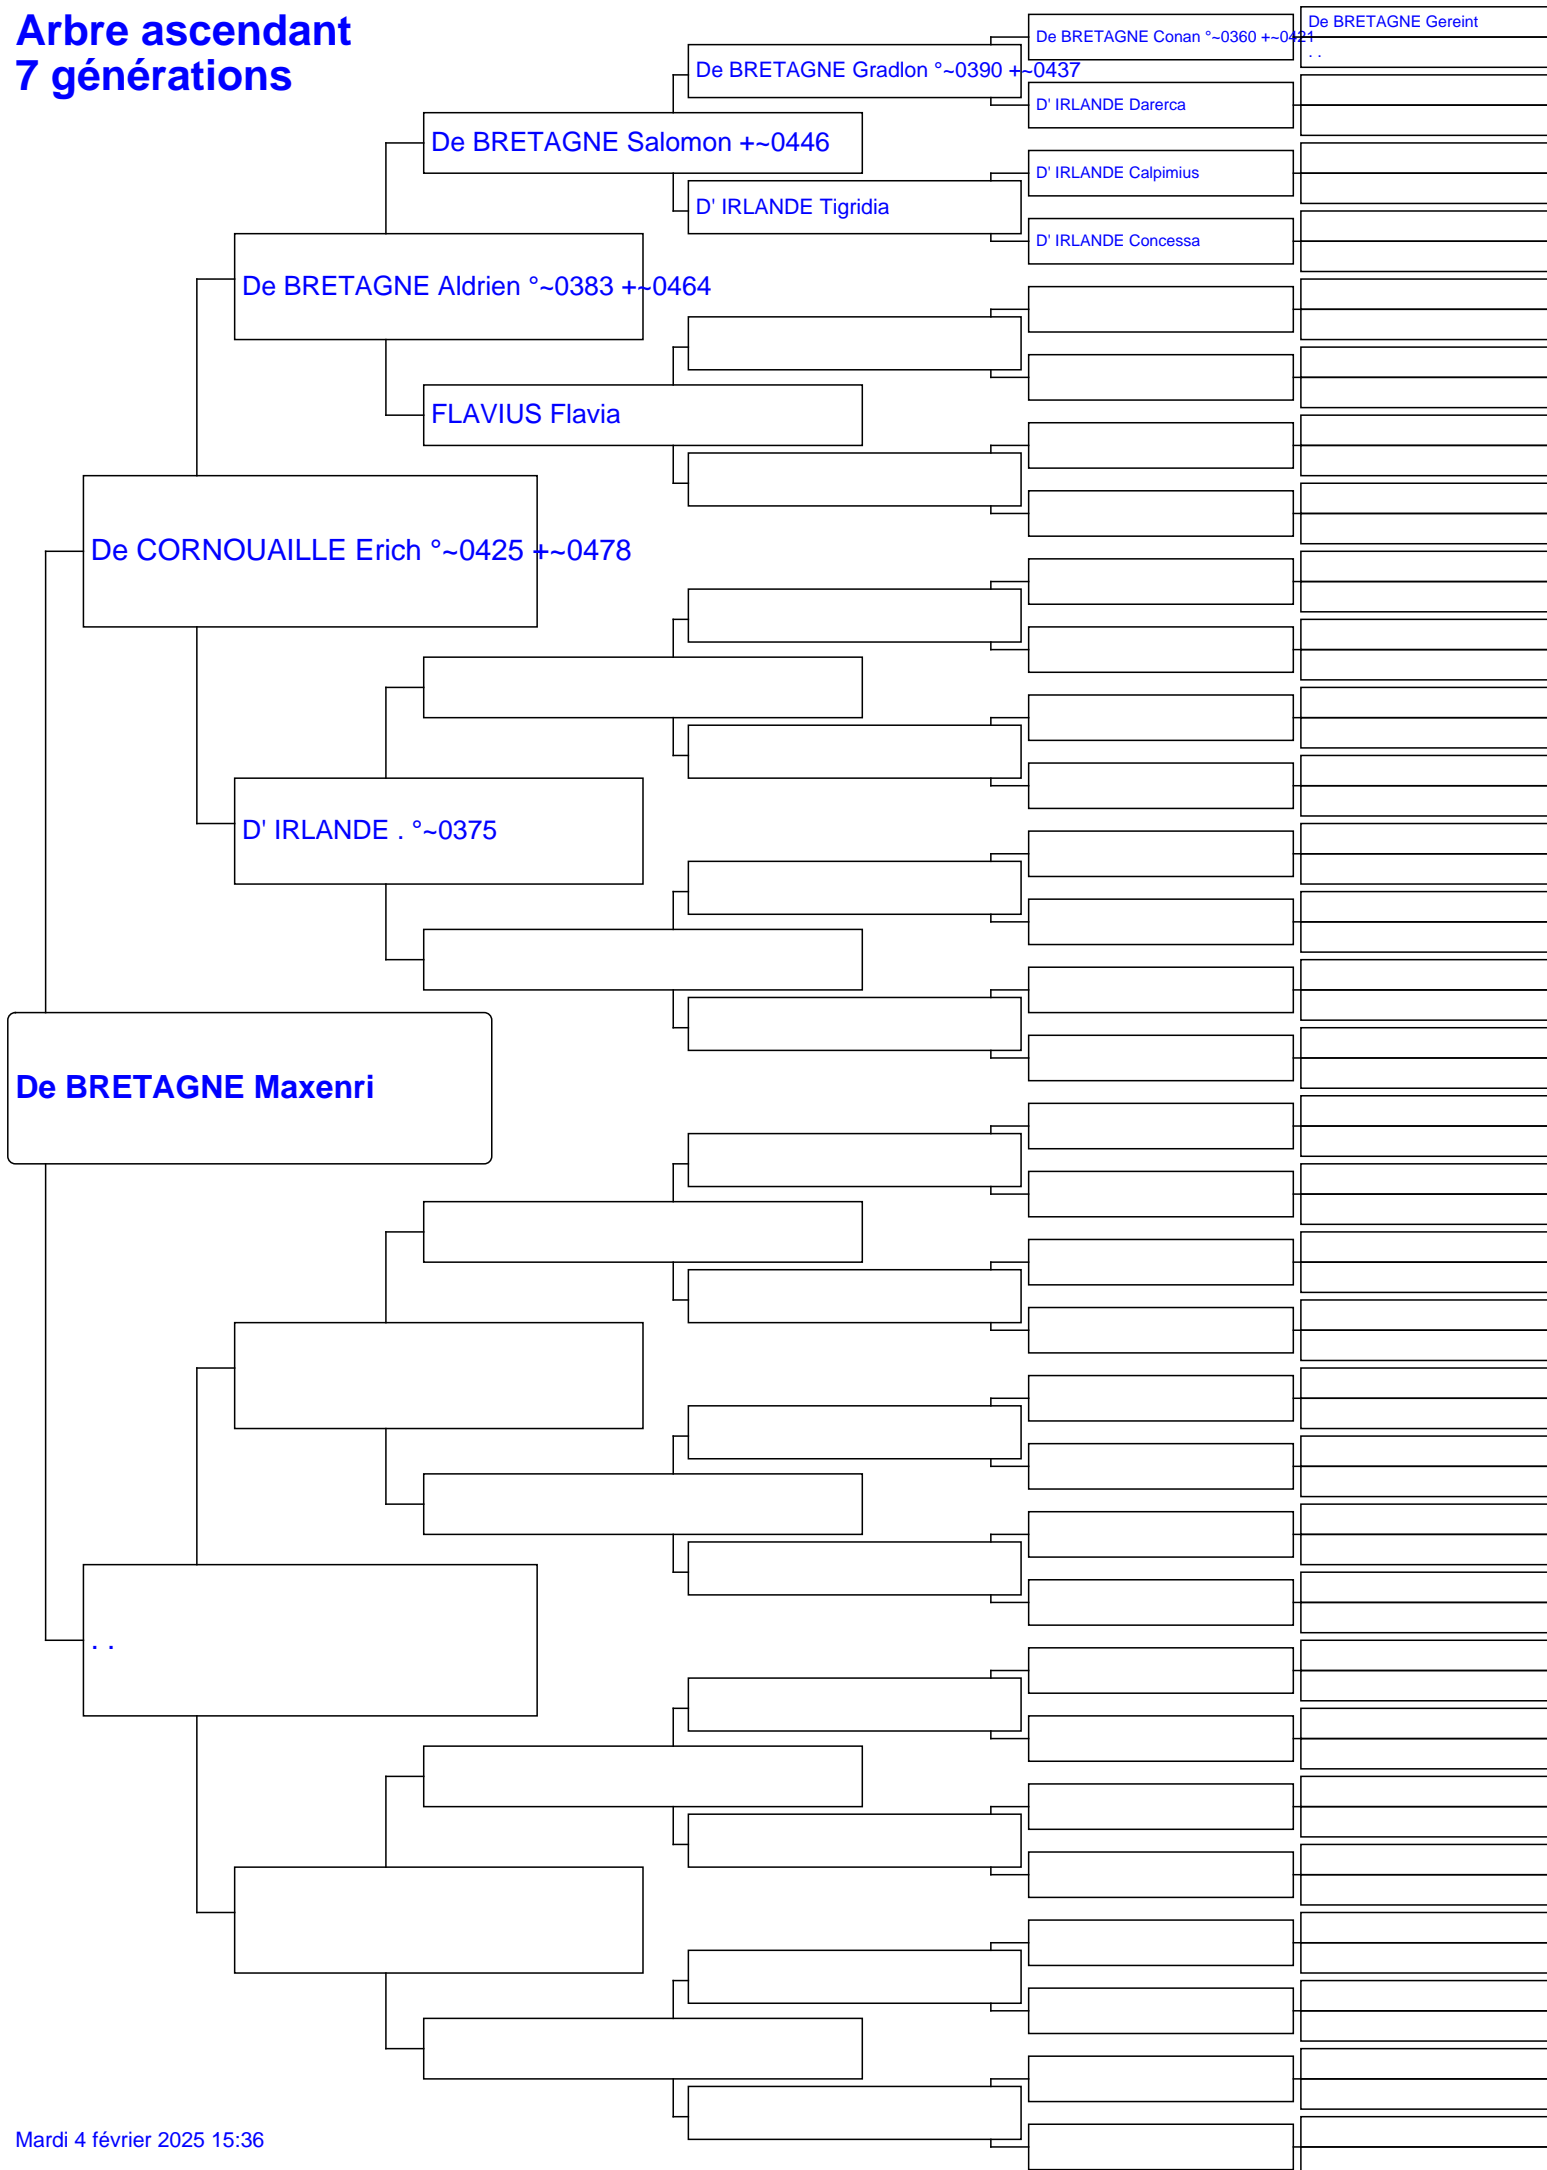 Arbre ascendant
7 générations
De BRETAGNE Gereint
. .
De BRETAGNE Conan °~0360 +~0421
De BRETAGNE Gradlon °~0390 +~0437
D' IRLANDE Darerca
De BRETAGNE Salomon +~0446
D' IRLANDE Calpimius
D' IRLANDE Tigridia
D' IRLANDE Concessa
De BRETAGNE Aldrien °~0383 +~0464
FLAVIUS Flavia
De CORNOUAILLE Erich °~0425 +~0478
D' IRLANDE . °~0375
De BRETAGNE Maxenri
. .
Mardi 4 février 2025 15:36